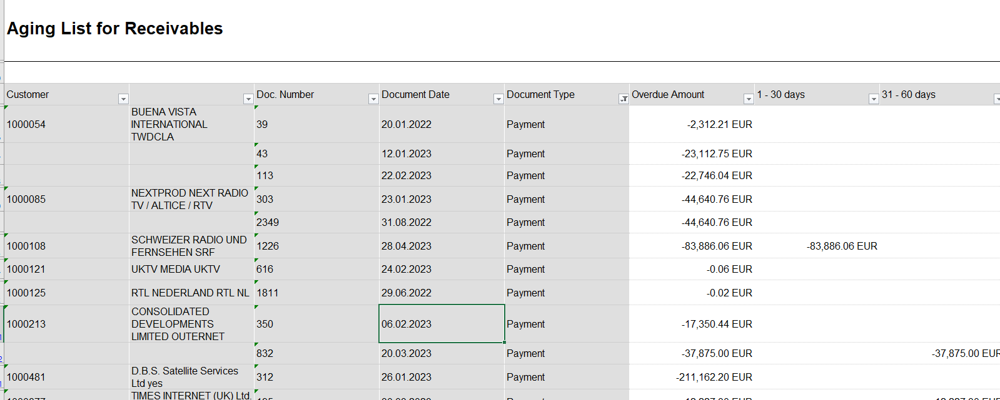 Aging List for Receivables
Customer Doc. Number Document Date Document Type Overdue Amount 1 - 30 days 31 - 60 days
BUENA VISTA
1000054 INTERNATIONAL 39 20.01.2022 Payment -2,312.21 EUR
TWDCLA
43 12.01.2023 Payment -23,112.75 EUR
113 22.02.2023 Payment -22,746.04 EUR
NEXTPROD NEXT RADIO
1000085 303 23.01.2023 Payment -44,640.76 EUR
TV / ALTICE / RTV
2349 31.08.2022 Payment -44,640.76 EUR
SCHWEIZER RADIO UND
1000108 1226 28.04.2023 Payment -83,886.06 EUR -83,886.06 EUR
FERNSEHEN SRF
1000121 UKTV MEDIA UKTV 616 24.02.2023 Payment -0.06 EUR
1000125 RTL NEDERLAND RTL NL 1811 29.06.2022 Payment -0.02 EUR
CONSOLIDATED
1000213 DEVELOPMENTS 350 06.02.2023 Payment -17,350.44 EUR
LIMITED OUTERNET
832 20.03.2023 Payment -37,875.00 EUR -37,875.00 EUR
D.B.S. Satellite Services
1000481 312 26.01.2023 Payment -211,162.20 EUR
Ltd yes
TIMES INTERNET (UK) Ltd.